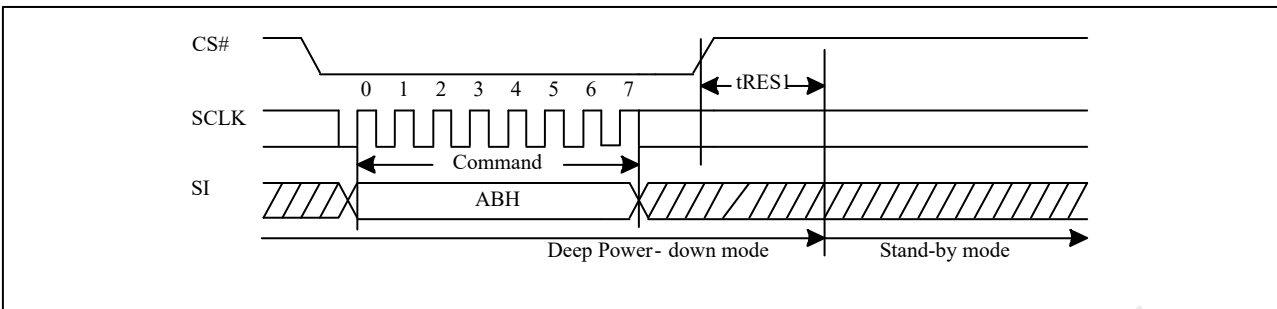 CS#
tRES1
0 1 2 3 4 5 6 7
SCLK
Command
SI
ABH
Deep Power- down mode
Stand-by mode